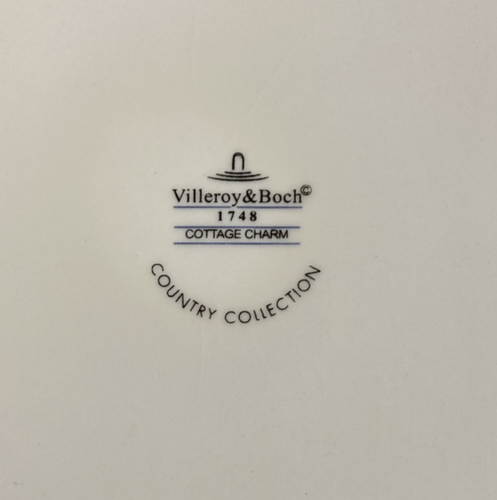 Villeroy&Boch©
1748
COTTAGE CHARM
COUNTRY COLLECTION